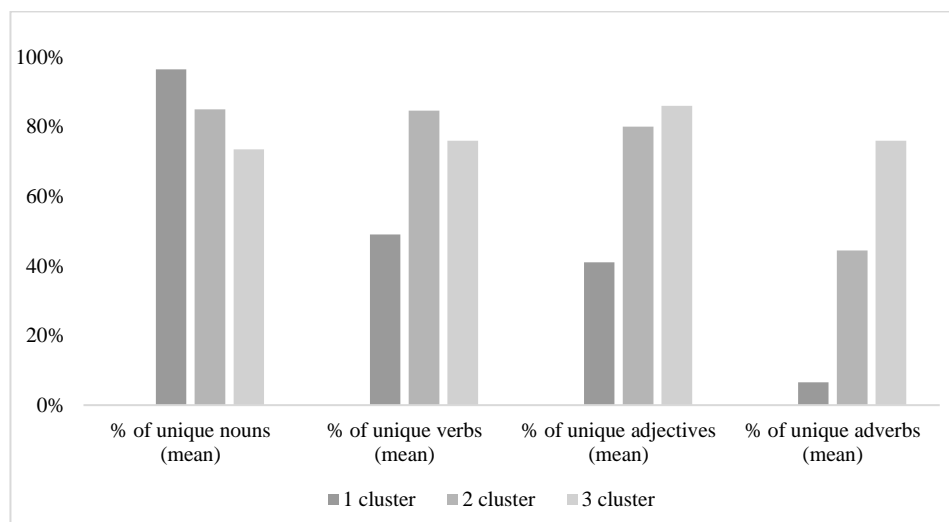 100%
80%
60%
40%
20%
0%
% of unique nouns (mean)
% of unique verbs (mean)
% of unique adjectives (mean)
% of unique adverbs (mean)
1 cluster 2 cluster 3 cluster